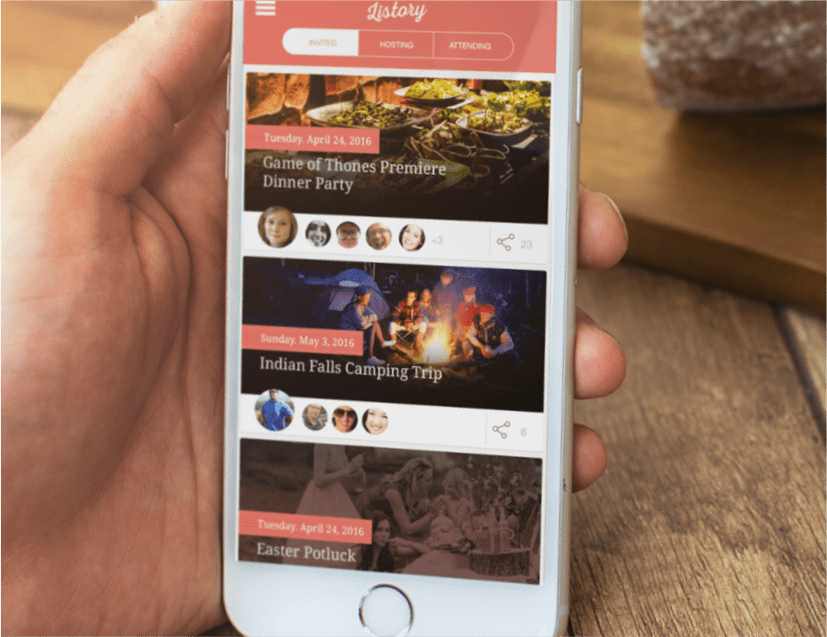 Listory
INVITED
HOSTING
ATTENDING
Tuesday. April 24, 2016
Game of Thones Premiere
Dinner Party
+3
23
Sunday. May 3, 2016
Indian Falls Camping Trip
6
Tuesday. April 24, 2016
Easter Potluck